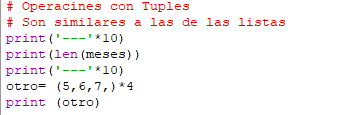 # Operacines con Tuples
# Son similares a las de las listas
print('---'*10)
print(len(meses))
print('---'*10)
otro= (5,6,7,)*4
print (otro)